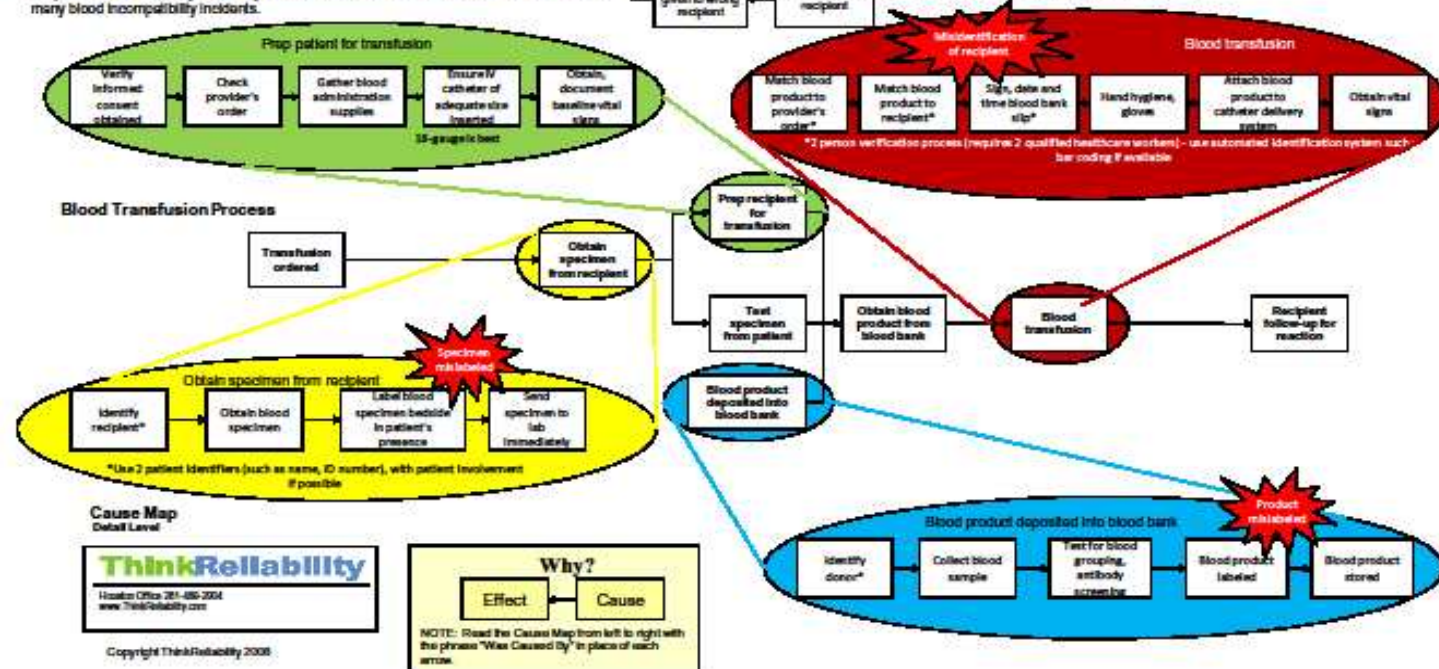 many blood incompatibility incidents.
given to wrong
recipient
recipient
Prep patient for transfusion
Verify
informed
consent
obtained
Check
provider's
order
Gather blood
administration
supplies
Ensure IV
catheter of
adequate size
inserted
Obtain,
document
baseline vital
signs
18-gauge is best
Misidentification
of recipient
Blood transfusion
Match blood
product to
provider's
order*
Match blood
product to
recipient*
Sign, date and
time blood bank
slip*
Hand hygiene,
gloves
Attach blood
product to
catheter delivery
system
Obtain vital
signs
*2 person verification process (requires 2 qualified healthcare workers) - use automated identification system such
bar coding if available
Blood Transfusion Process
Transfusion
ordered
Obtain
specimen
from recipient
Prep recipient
for
transfusion
Test
specimen
from patient
Obtain blood
product from
blood bank
Blood
transfusion
Recipient
follow-up for
reaction
Blood product
deposited into
blood bank
Specimen
mislabeled
Obtain specimen from recipient
Identify
recipient*
Obtain blood
specimen
Label blood
specimen bedside
in patient's
presence
Send
specimen to
lab
immediately
*Use 2 patient identifiers (such as name, ID number), with patient involvement
if possible
Product
mislabeled
Blood product deposited into blood bank
Identify
donor*
Collect blood
sample
Test for blood
grouping,
antibody
screening
Blood product
labeled
Blood product
stored
Cause Map
Detail Level
ThinkReliability
Houston Office 281-489-2904
www.ThinkReliability.com
Copyright ThinkReliability 2008
Why?
Effect
Cause
NOTE: Read the Cause Map from left to right with
the phrase "Was Caused By" in place of each
arrow.